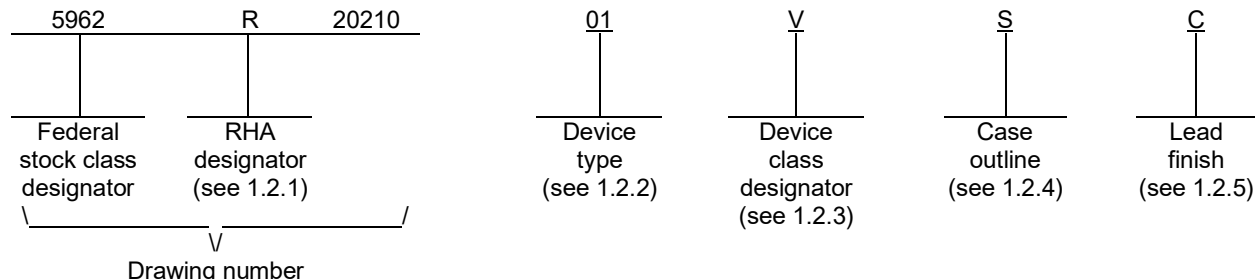 5962 R 20210 01 V S C
Federal stock class designator
RHA designator (see 1.2.1)
Device type (see 1.2.2)
Device class designator (see 1.2.3)
Case outline (see 1.2.4)
Lead finish (see 1.2.5)
Drawing number